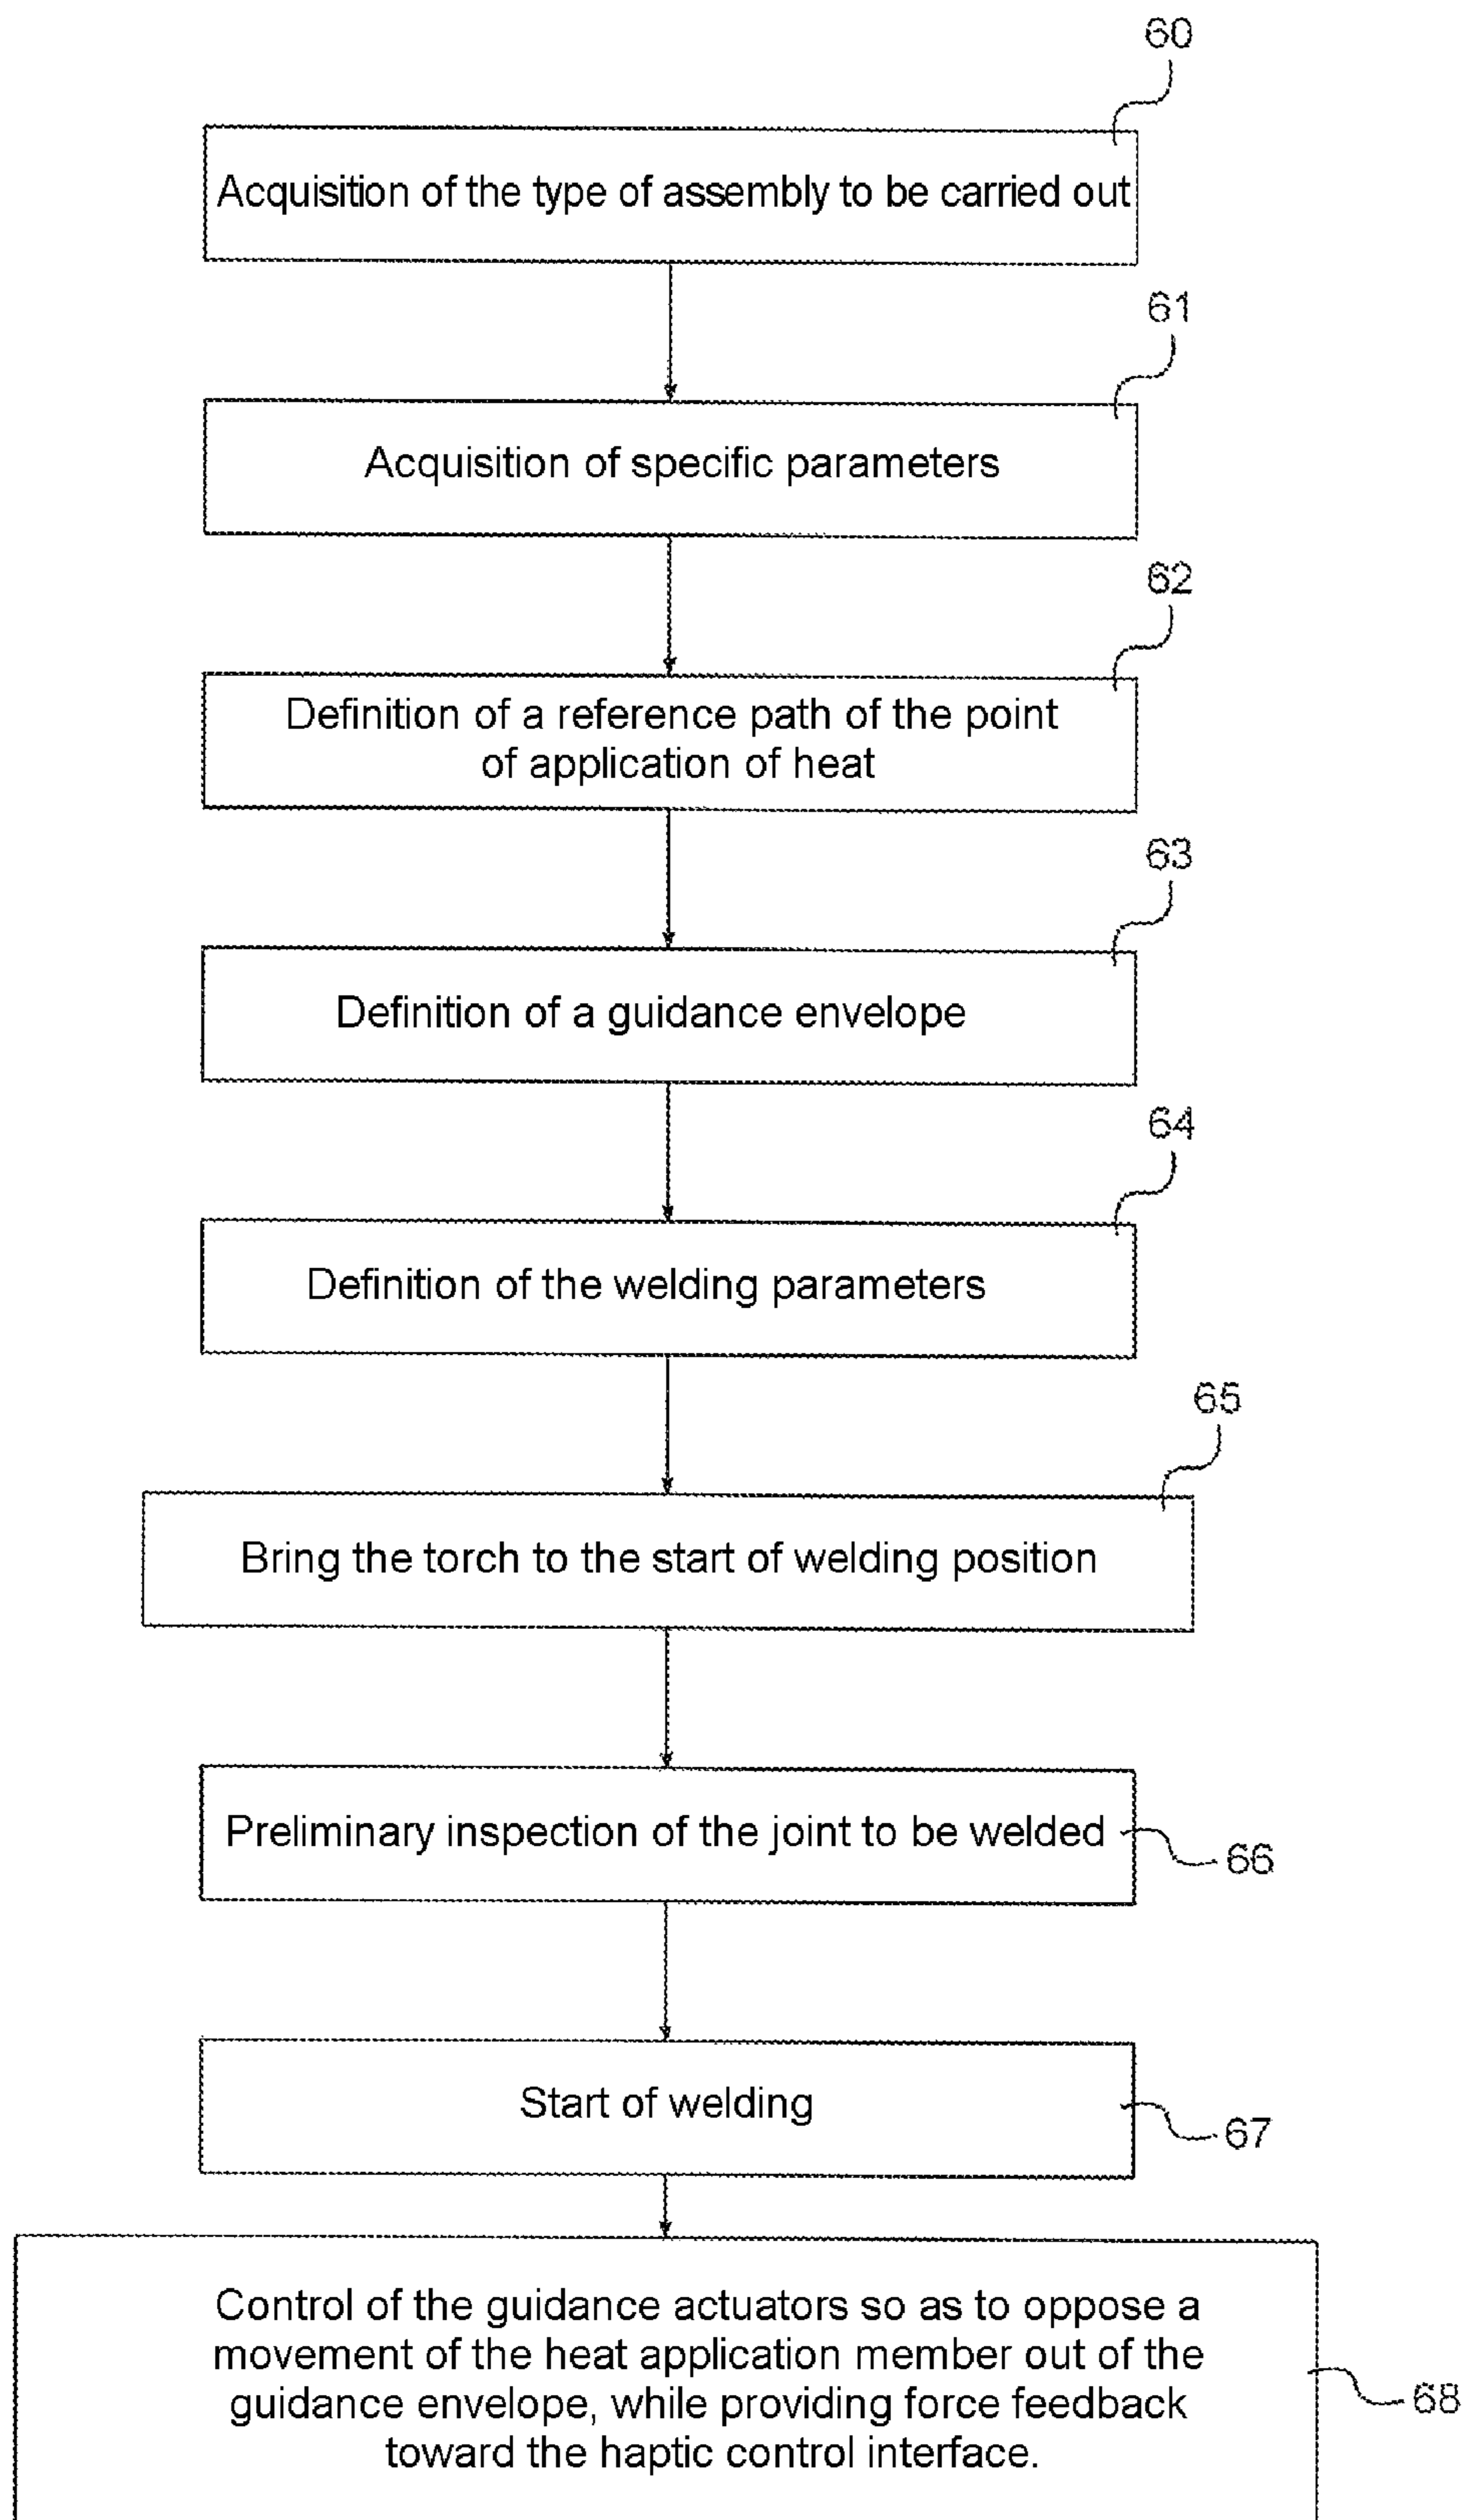 60
Acquisition of the type of assembly to be carried out
61
Acquisition of specific parameters
62
Definition of a reference path of the point
of application of heat
63
Definition of a guidance envelope
64
Definition of the welding parameters
65
Bring the torch to the start of welding position
Preliminary inspection of the joint to be welded
66
Start of welding
67
Control of the guidance actuators so as to oppose a
movement of the heat application member out of the
guidance envelope, while providing force feedback
toward the haptic control interface.
68